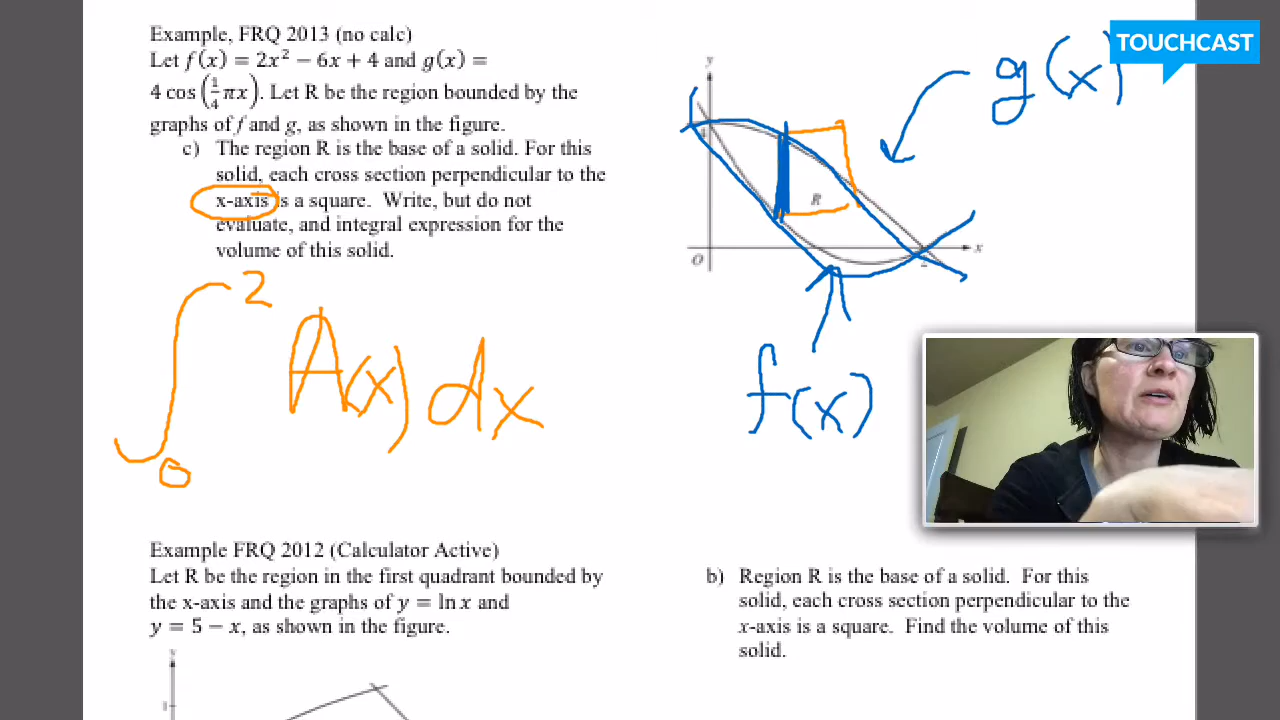 Example, FRQ 2013 (no calc)
Let f(x) = 2x² − 6x + 4 and g(x) =
4 cos (1/4 πx). Let R be the region bounded by the
graphs of f and g, as shown in the figure.
c) The region R is the base of a solid. For this
solid, each cross section perpendicular to the
x-axis is a square. Write, but do not
evaluate, and integral expression for the
volume of this solid.
∫₀² A(x) dx
TOUCHCAST
g(x)
y
4
R
O
2
x
f(x)
Example FRQ 2012 (Calculator Active)
Let R be the region in the first quadrant bounded by
the x-axis and the graphs of y = ln x and
y = 5 − x, as shown in the figure.
y
1
b) Region R is the base of a solid. For this
solid, each cross section perpendicular to the
x-axis is a square. Find the volume of this
solid.